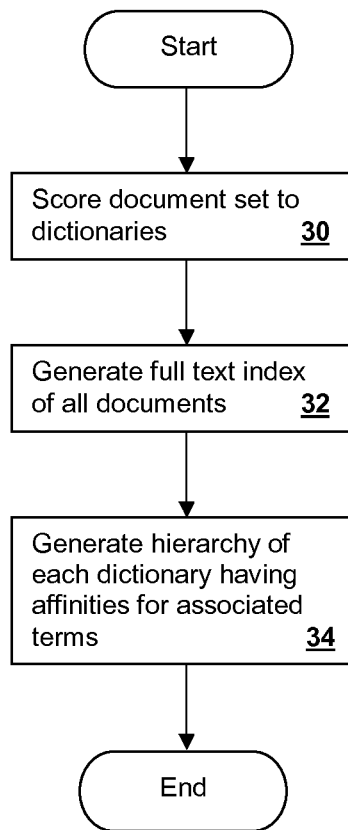 Start
Score document set to
dictionaries 30
Generate full text index
of all documents 32
Generate hierarchy of
each dictionary having
affinities for associated
terms 34
End